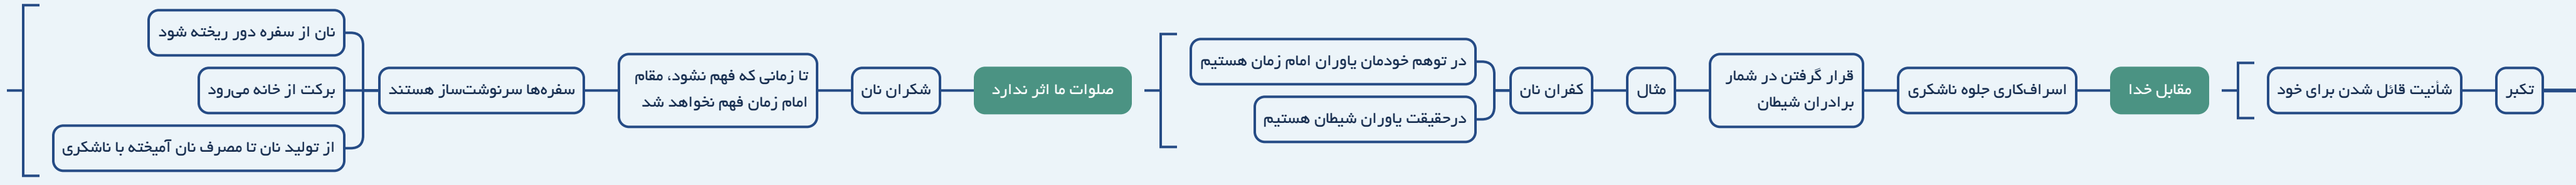 تکبر
شأنیت قائل شدن برای خود
مقابل خدا
اسراف‌کاری جلوه ناشکری
قرار گرفتن در شمار
برادران شیطان
مثال
کفران نان
در توهم خودمان یاوران امام زمان هستیم
درحقیقت یاوران شیطان هستیم
صلوات ما اثر ندارد
شکران نان
تا زمانی که فهم نشود، مقام
امام زمان فهم نخواهد شد
سفره‌ها سرنوشت‌ساز هستند
نان از سفره دور ریخته شود
برکت از خانه می‌رود
از تولید نان تا مصرف نان آمیخته با ناشکری